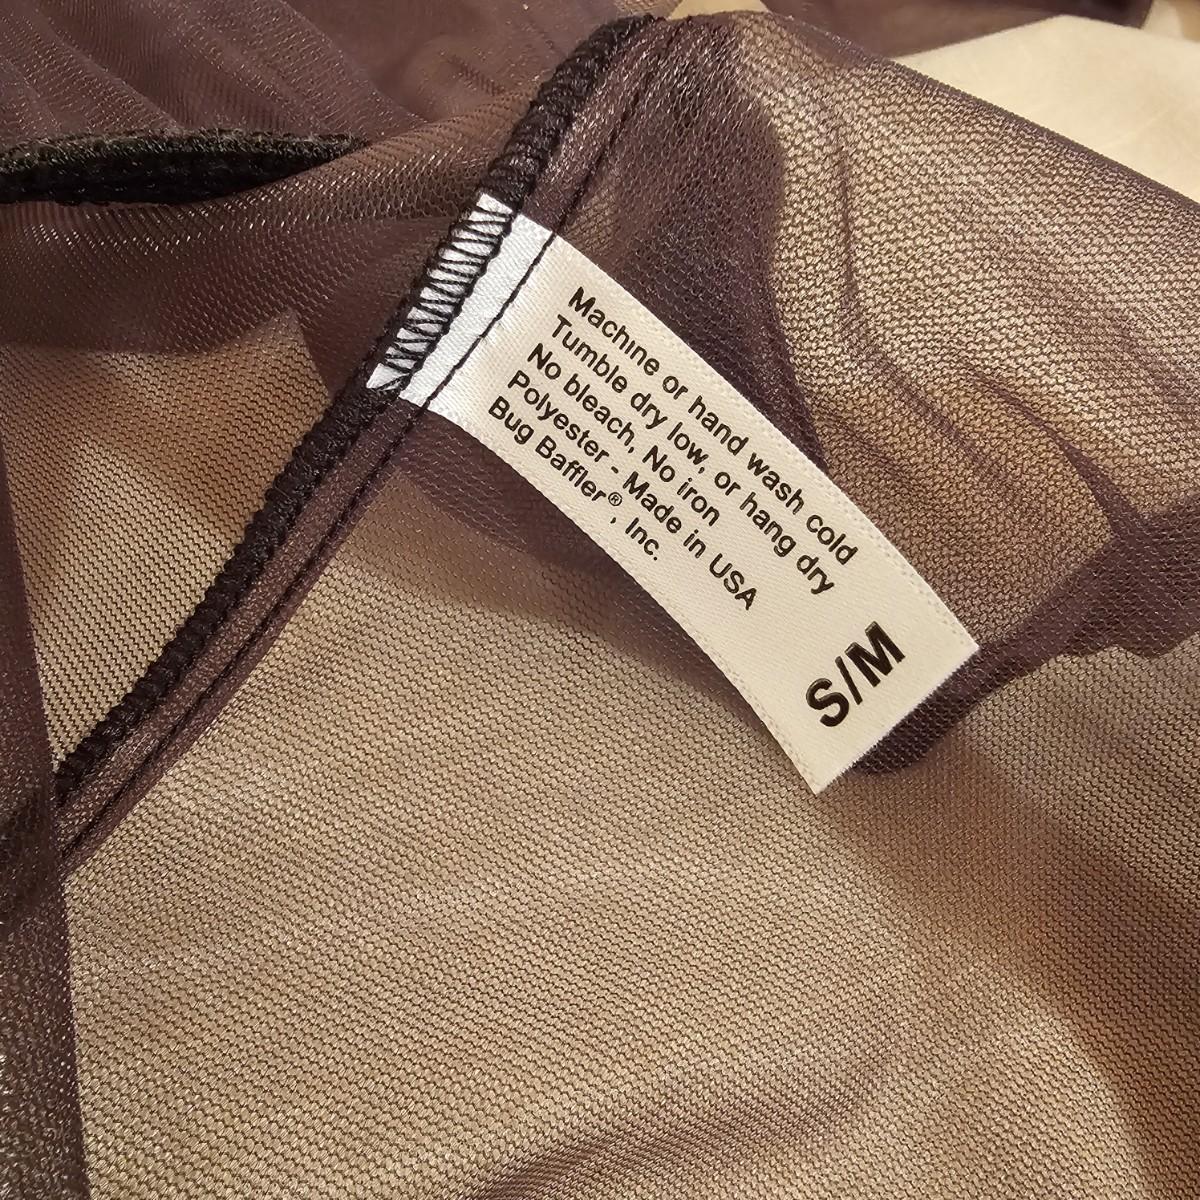 Machine or hand wash cold
Tumble dry low, or hang dry
No bleach, No iron
Polyester - Made in USA
Bug Baffler®, Inc.
S/M